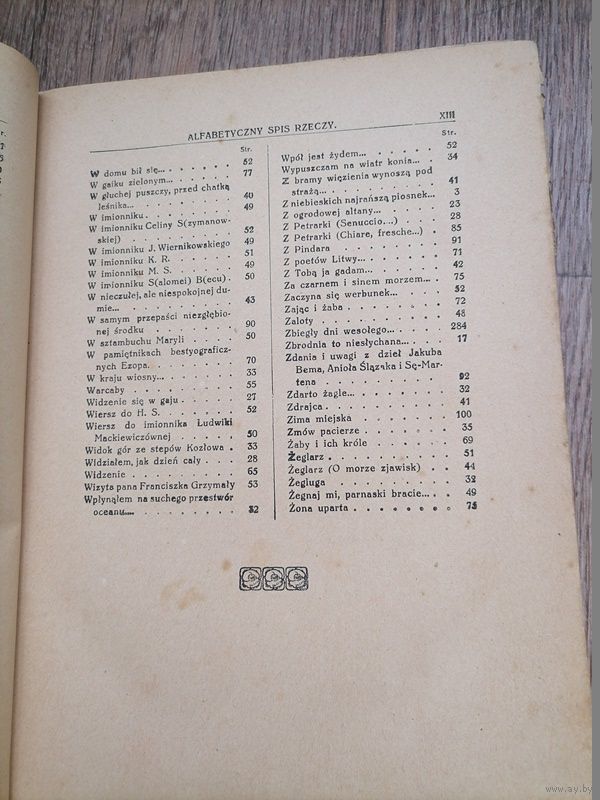 ALFABETYCZNY SPIS RZECZY. XIII
Str.
W domu bił się... . . . . . . 52
W gaiku zielonym... . . . . . . 77
W głuchej puszczy, przed chatką
leśnika... . . . . . . . . 40
W imionniku . . . . . . . . 49
W imionniku Celiny S(zymanow-
skiej) . . . . . . . . . 52
W imionniku J. Wiernikowskiego 49
W imionniku K. R. . . . . . . 51
W imionniku M. S. . . . . . . 49
W imionniku S(alomei) B(ecu) . 50
W nieczułej, ale niespokojnej du-
mie... . . . . . . . . . 43
W samym przepaści niezgłębio-
nej środku . . . . . . . . 90
W sztambuchu Maryli . . . . . 50
W pamiętnikach bestyograficz-
nych Ezopa. . . . . . . . 70
W kraju wiosny... . . . . . . 33
Warcaby . . . . . . . . . 55
Widzenie się w gaju . . . . . 27
Wiersz do H. S. . . . . . . . 52
Wiersz do imionnika Ludwiki
Mackiewiczównej . . . . . 50
Widok gór ze stepów Kozłowa . 33
Widziałem, jak dzień cały . . . 28
Widzenie . . . . . . . . . 65
Wizyta pana Franciszka Grzymały 53
Wpłynąłem na suchego przestwór
oceanu.... . . . . . . . . 32
Str.
Wpół jest żydem... . . . . . . 52
Wypuszczam na wiatr konia... . 34
Z bramy więzienia wynoszą pod
strażą... . . . . . . . . . 41
Z niebieskich najrańszą piosnek... 3
Z ogrodowej altany... . . . . . 23
Z Petrarki (Senuccio...) . . . . 28
Z Petrarki (Chiare, fresche...) . 85
Z Pindara . . . . . . . . . 91
Z poetów Litwy... . . . . . . 71
Z Tobą ja gadam... . . . . . . 42
Za czarnem i sinem morzem... . 75
Zaczyna się werbunek... . . . . 52
Zając i żaba . . . . . . . . 72
Zaloty . . . . . . . . . . 48
Zbiegły dni wesołego... . . . . 284
Zbrodnia to niesłychana... . . . 17
Zdania i uwagi z dzieł Jakuba
Bema, Anioła Ślązaka i Sę-Mar-
tena . . . . . . . . . . 92
Zdarto żagle... . . . . . . . 32
Zdrajca . . . . . . . . . . 41
Zima miejska . . . . . . . . 100
Zmów pacierze . . . . . . . 35
Żaby i ich króle . . . . . . . 69
Żeglarz . . . . . . . . . . 51
Żeglarz (O morze zjawisk) . . 44
Żegluga . . . . . . . . . 32
Żegnaj mi, parnaski bracie... . . 49
Żona uparta . . . . . . . . 75
www.ay.by